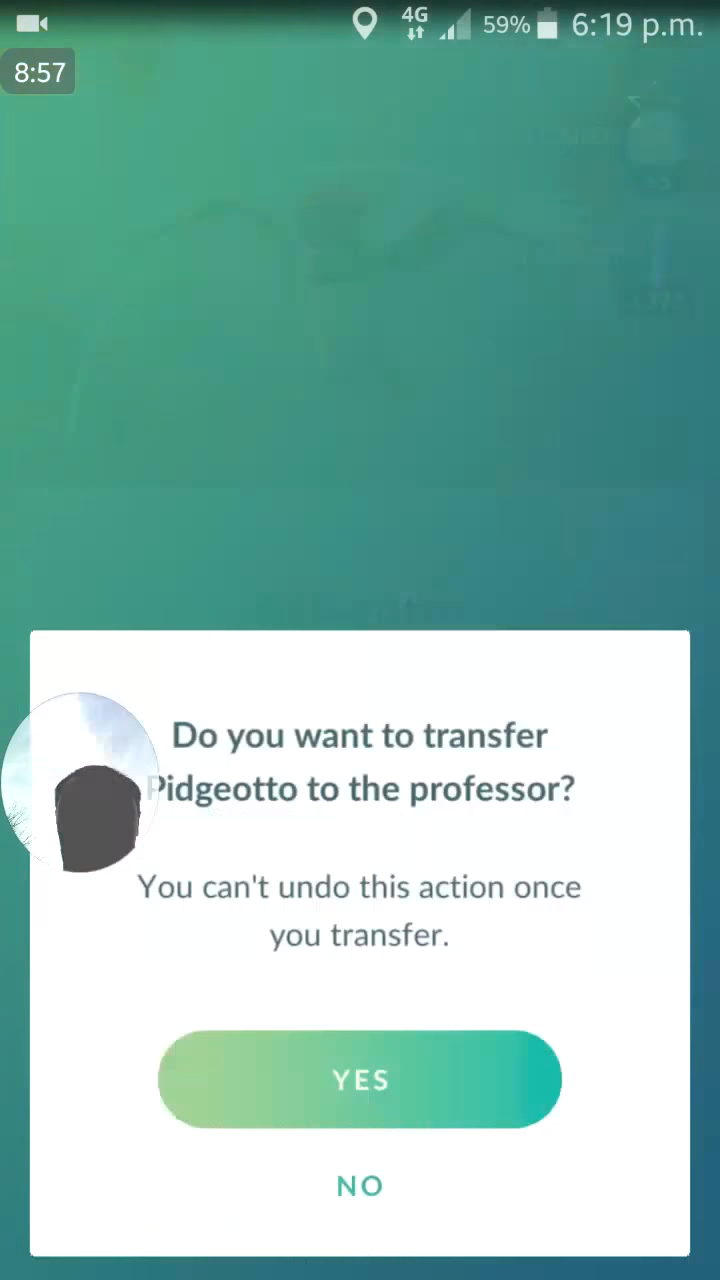 4G 59% 6:19 p.m.
8:57
Do you want to transfer
Pidgeotto to the professor?
You can't undo this action once
you transfer.
YES
NO